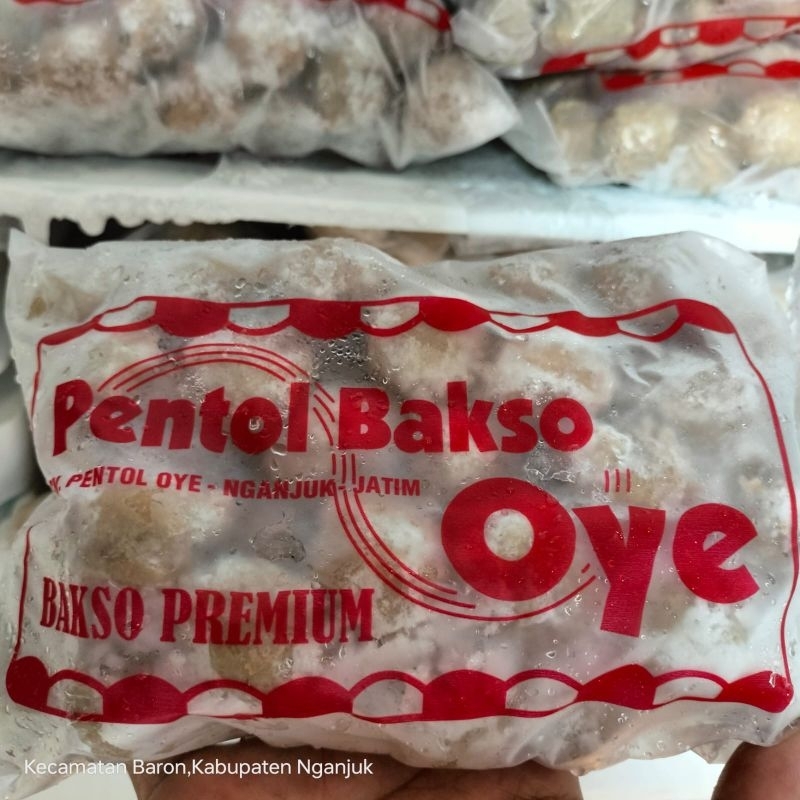 Pentol Bakso
PENTOL OYE - NGANJUK - JATIM
Oye
BAKSO PREMIUM
Kecamatan Baron,Kabupaten Nganjuk